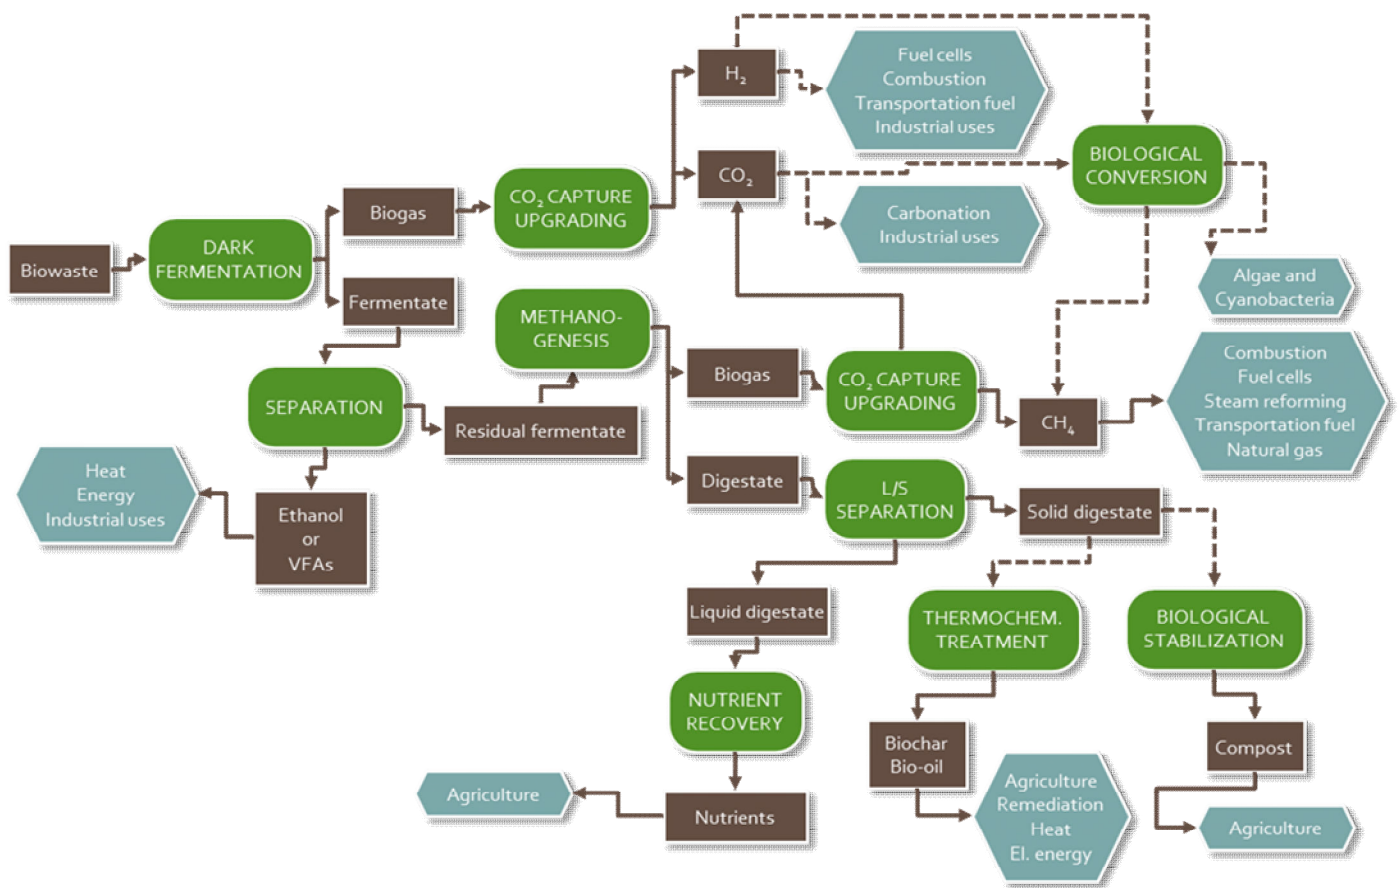 Fuel cells
Combustion
Transportation fuel
Industrial uses
H₂
BIOLOGICAL
CONVERSION
CO₂
CO₂ CAPTURE
UPGRADING
Biogas
Carbonation
Industrial uses
DARK
FERMENTATION
Biowaste
Fermentate
Algae and
Cyanobacteria
METHANO-
GENESIS
Biogas
CO₂ CAPTURE
UPGRADING
Combustion
Fuel cells
Steam reforming
Transportation fuel
Natural gas
SEPARATION
Residual fermentate
CH₄
Heat
Energy
Industrial uses
Ethanol
or
VFAs
Digestate
L/S
SEPARATION
Solid digestate
Liquid digestate
THERMOCHEM.
TREATMENT
BIOLOGICAL
STABILIZATION
NUTRIENT
RECOVERY
Biochar
Bio-oil
Compost
Agriculture
Nutrients
Agriculture
Remediation
Heat
El. energy
Agriculture